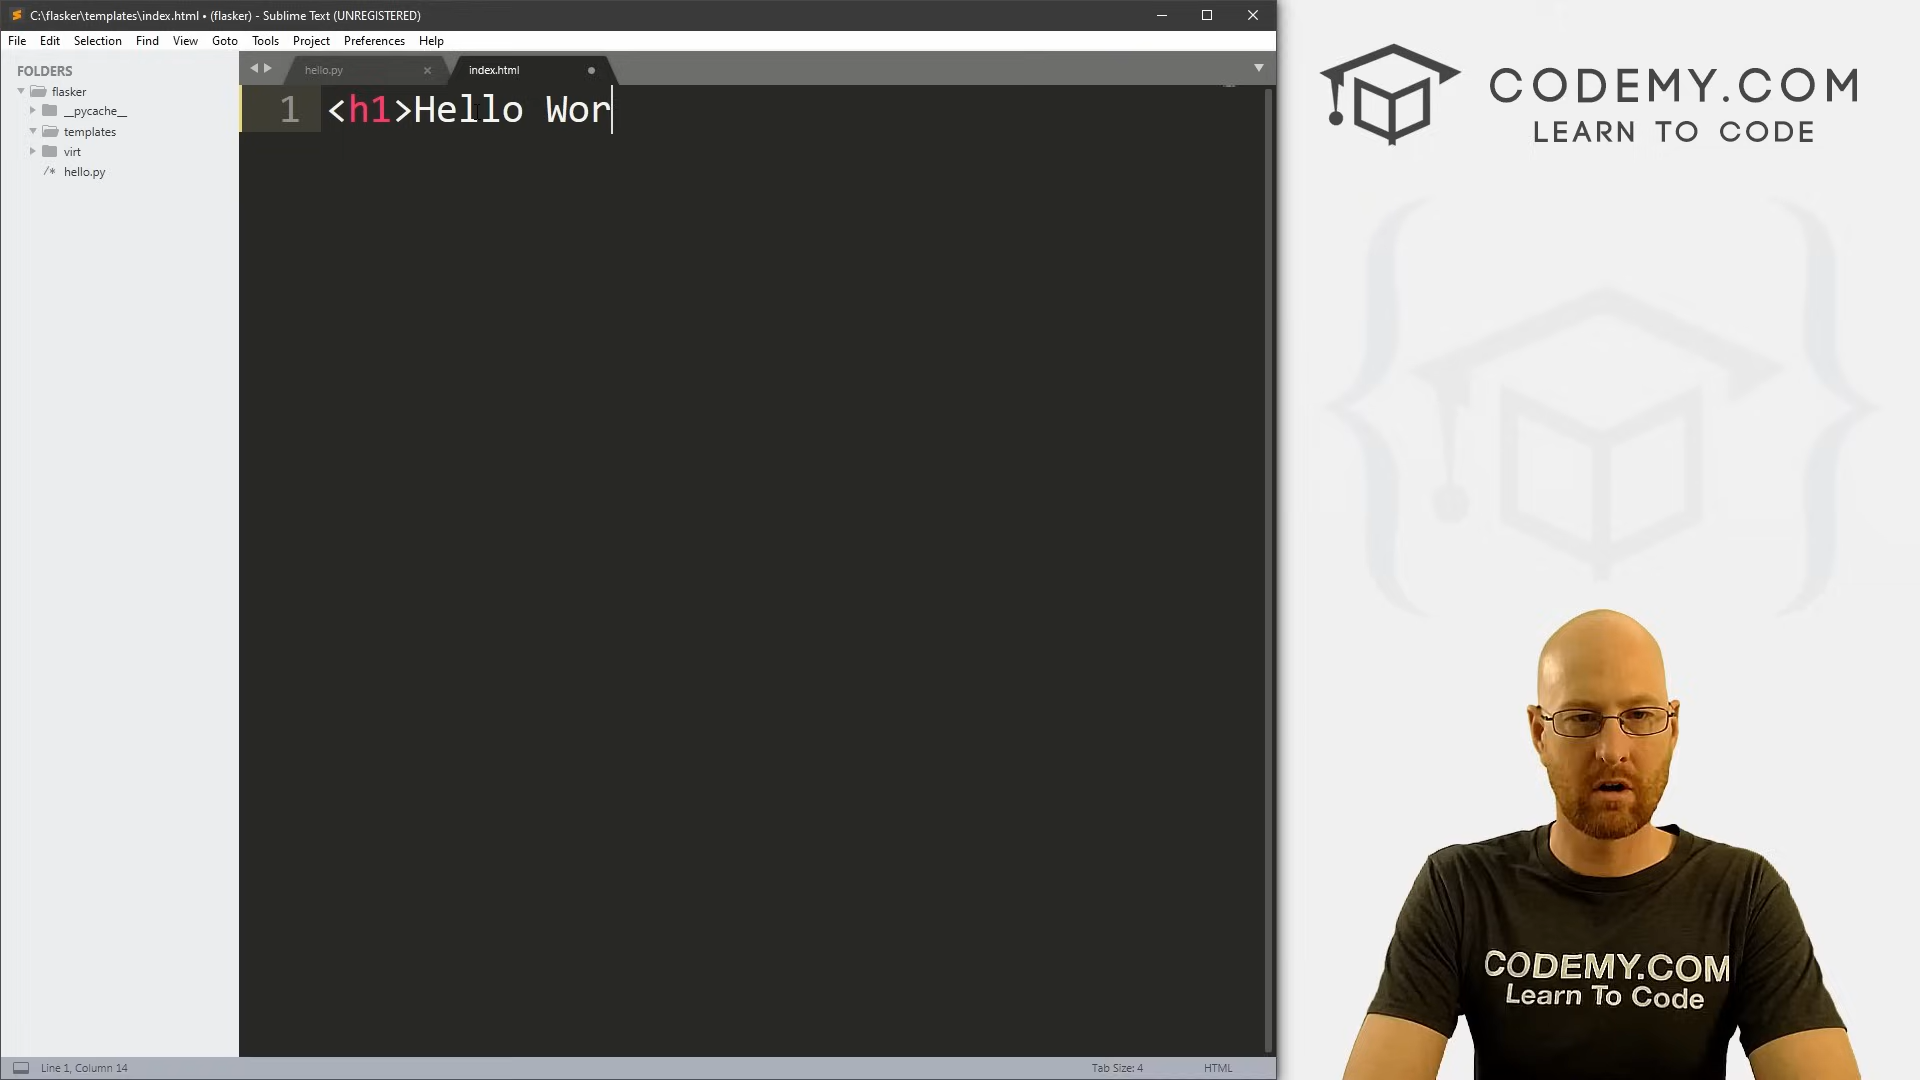 C:\flasker\templates\index.html • (flasker) - Sublime Text (UNREGISTERED)
File Edit Selection Find View Goto Tools Project Preferences Help
FOLDERS
flasker
__pycache__
templates
virt
/* hello.py
hello.py
index.html
1 <h1>Hello Wor
Line 1, Column 14
Tab Size: 4
HTML
CODEMY.COM
LEARN TO CODE
CODEMY.COM
Learn To Code